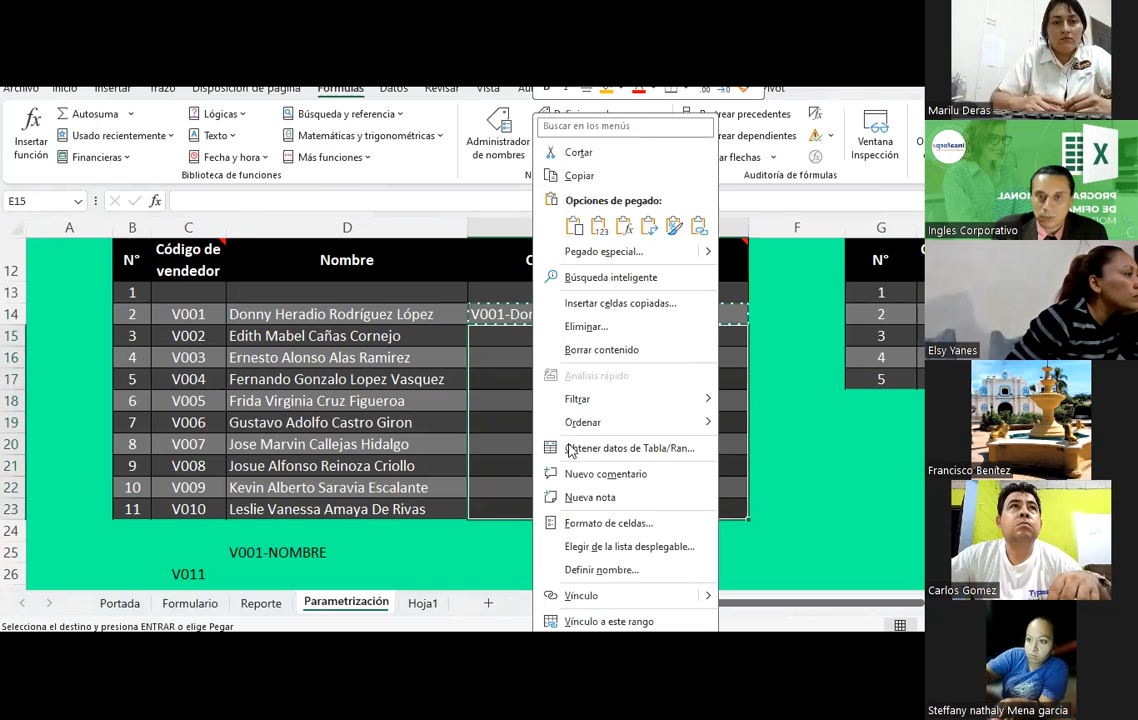 Archivo Inicio Insertar Trazo Disposición de página Fórmulas Datos Revisar Vista
Insertar función
Autosuma
Usado recientemente
Financieras
Lógicas
Texto
Fecha y hora
Búsqueda y referencia
Matemáticas y trigonométricas
Más funciones
Biblioteca de funciones
Administrador de nombres
Ventana Inspección
Auditoría de fórmulas
E15
fx
A B C D F G
12 N° Código de vendedor Nombre N°
13 1 1
14 2 V001 Donny Heradio Rodríguez López V001-Don 2
15 3 V002 Edith Mabel Cañas Cornejo 3
16 4 V003 Ernesto Alonso Alas Ramirez 4
17 5 V004 Fernando Gonzalo Lopez Vasquez 5
18 6 V005 Frida Virginia Cruz Figueroa
19 7 V006 Gustavo Adolfo Castro Giron
20 8 V007 Jose Marvin Callejas Hidalgo
21 9 V008 Josue Alfonso Reinoza Criollo
22 10 V009 Kevin Alberto Saravia Escalante
23 11 V010 Leslie Vanessa Amaya De Rivas
24
25 V001-NOMBRE
26 V011
Portada Formulario Reporte Parametrización Hoja1
Selecciona el destino y presiona ENTRAR o elige Pegar
Buscar en los menús
Cortar
Copiar
Opciones de pegado:
Pegado especial...
Búsqueda inteligente
Insertar celdas copiadas...
Eliminar...
Borrar contenido
Análisis rápido
Filtrar
Ordenar
Obtener datos de Tabla/Ran...
Nuevo comentario
Nueva nota
Formato de celdas...
Elegir de la lista desplegable...
Definir nombre...
Vínculo
Vínculo a este rango
Marilu Deras
Ingles Corporativo
Elsy Yanes
Francisco Benítez
Carlos Gomez
Steffany nathaly Mena garcia